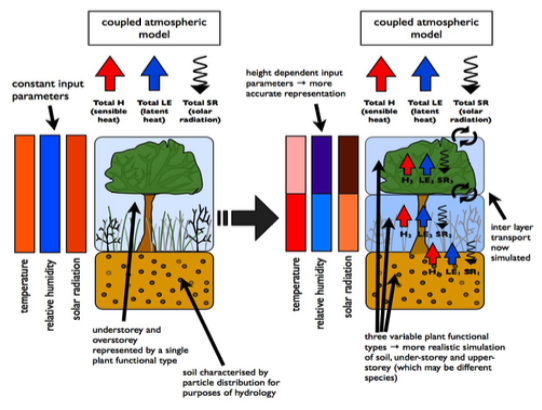 coupled atmospheric
model
constant input
parameters
Total H
(sensible
heat)
Total LE
(latent
heat)
Total SR
(solar
radiation)
temperature
relative humidity
solar radiation
understorey and
overstorey
represented by a single
plant functional type
soil characterised by
particle distribution for
purposes of hydrology
coupled atmospheric
model
height dependent input
parameters → more
accurate representation
Total H
(sensible
heat)
Total LE
(latent
heat)
Total SR
(solar
radiation)
H₃ LE₃ SR₃
LE₂ SR₂
LE₁ SR₁
inter layer
transport
now
simulated
temperature
relative humidity
solar radiation
three variable plant functional
types → more realistic simulation
of soil, under-storey and upper-
storey (which may be different
species)